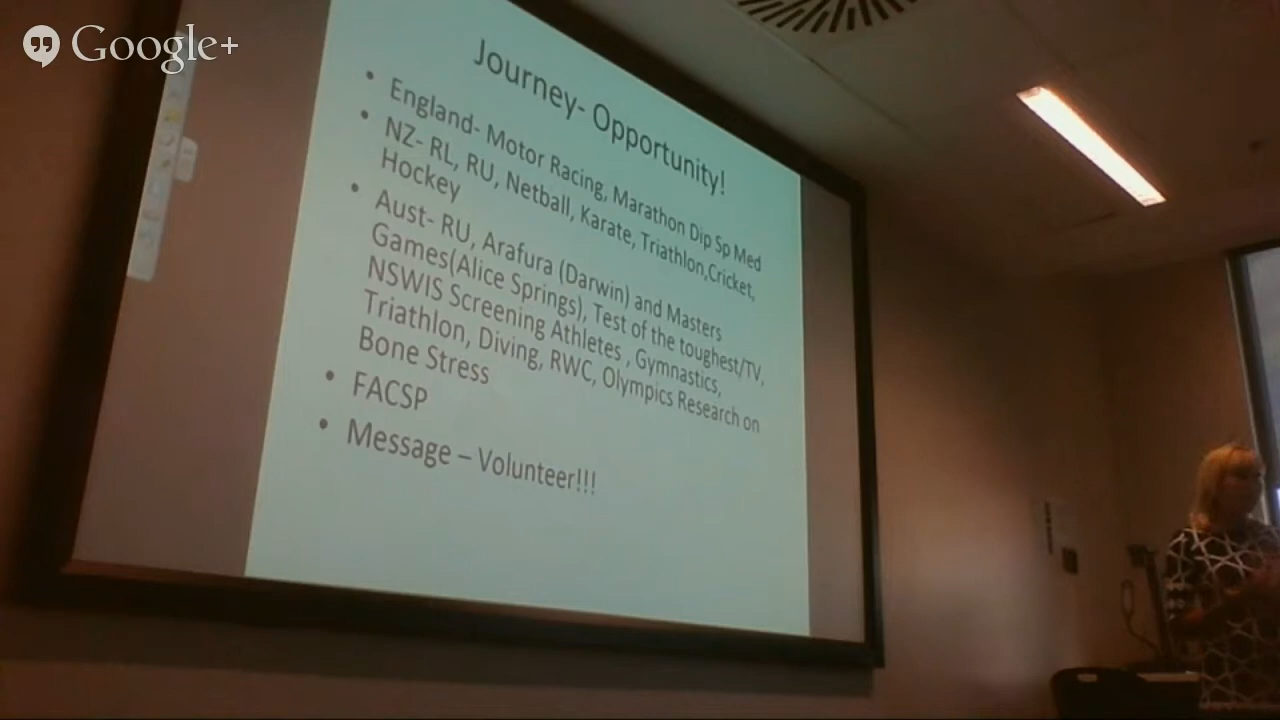 Google+
Journey- Opportunity!
• England- Motor Racing, Marathon Dip Sp Med
• NZ- RL, RU, Netball, Karate, Triathlon,Cricket,
Hockey
• Aust- RU, Arafura (Darwin) and Masters
Games(Alice Springs), Test of the toughest/TV,
NSWIS Screening Athletes , Gymnastics,
Triathlon, Diving, RWC, Olympics Research on
Bone Stress
• FACSP
• Message – Volunteer!!!